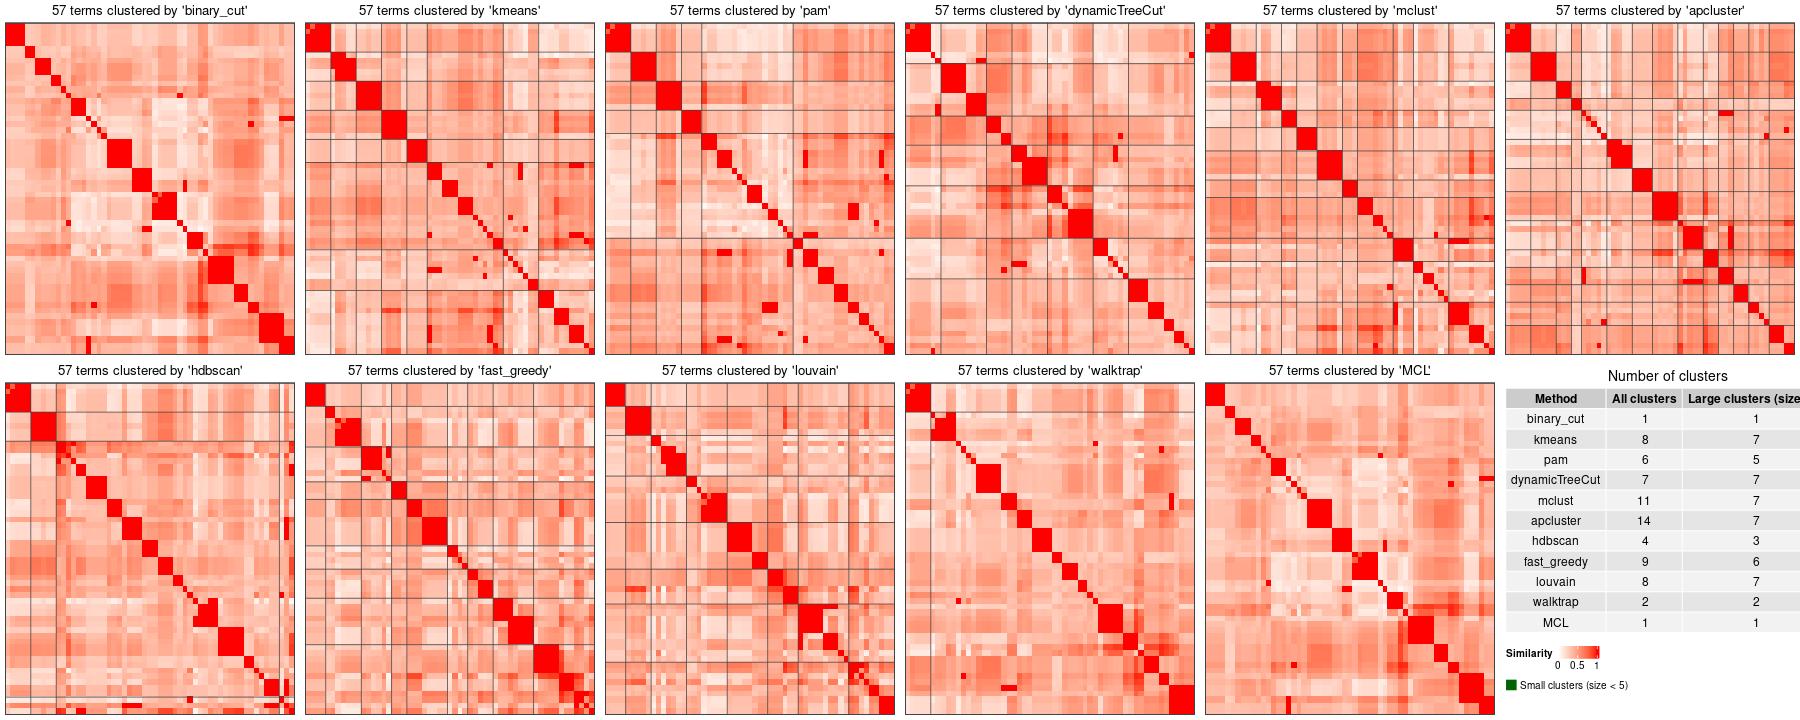 57 terms clustered by 'binary_cut'
57 terms clustered by 'kmeans'
57 terms clustered by 'pam'
57 terms clustered by 'dynamicTreeCut'
57 terms clustered by 'mclust'
57 terms clustered by 'apcluster'
57 terms clustered by 'hdbscan'
57 terms clustered by 'fast_greedy'
57 terms clustered by 'louvain'
57 terms clustered by 'walktrap'
57 terms clustered by 'MCL'
Number of clusters
Method All clusters Large clusters (size
binary_cut 1 1
kmeans 8 7
pam 6 5
dynamicTreeCut 7 7
mclust 11 7
apcluster 14 7
hdbscan 4 3
fast_greedy 9 6
louvain 8 7
walktrap 2 2
MCL 1 1
Similarity
0 0.5 1
Small clusters (size < 5)